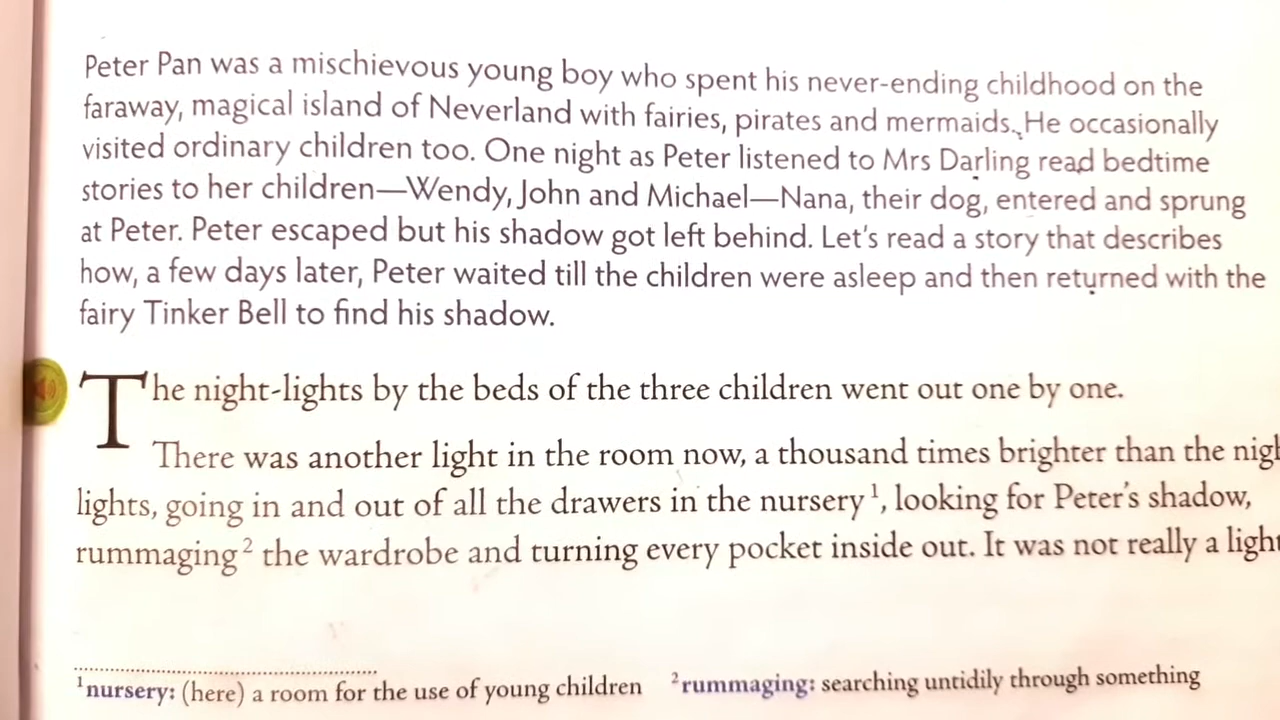 Peter Pan was a mischievous young boy who spent his never-ending childhood on the
faraway, magical island of Neverland with fairies, pirates and mermaids. He occasionally
visited ordinary children too. One night as Peter listened to Mrs Darling read bedtime
stories to her children—Wendy, John and Michael—Nana, their dog, entered and sprung
at Peter. Peter escaped but his shadow got left behind. Let's read a story that describes
how, a few days later, Peter waited till the children were asleep and then returned with the
fairy Tinker Bell to find his shadow.
The night-lights by the beds of the three children went out one by one.
There was another light in the room now, a thousand times brighter than the
lights, going in and out of all the drawers in the nursery¹, looking for Peter's shadow,
rummaging² the wardrobe and turning every pocket inside out. It was not really a light
¹nursery: (here) a room for the use of young children ²rummaging: searching untidily through something